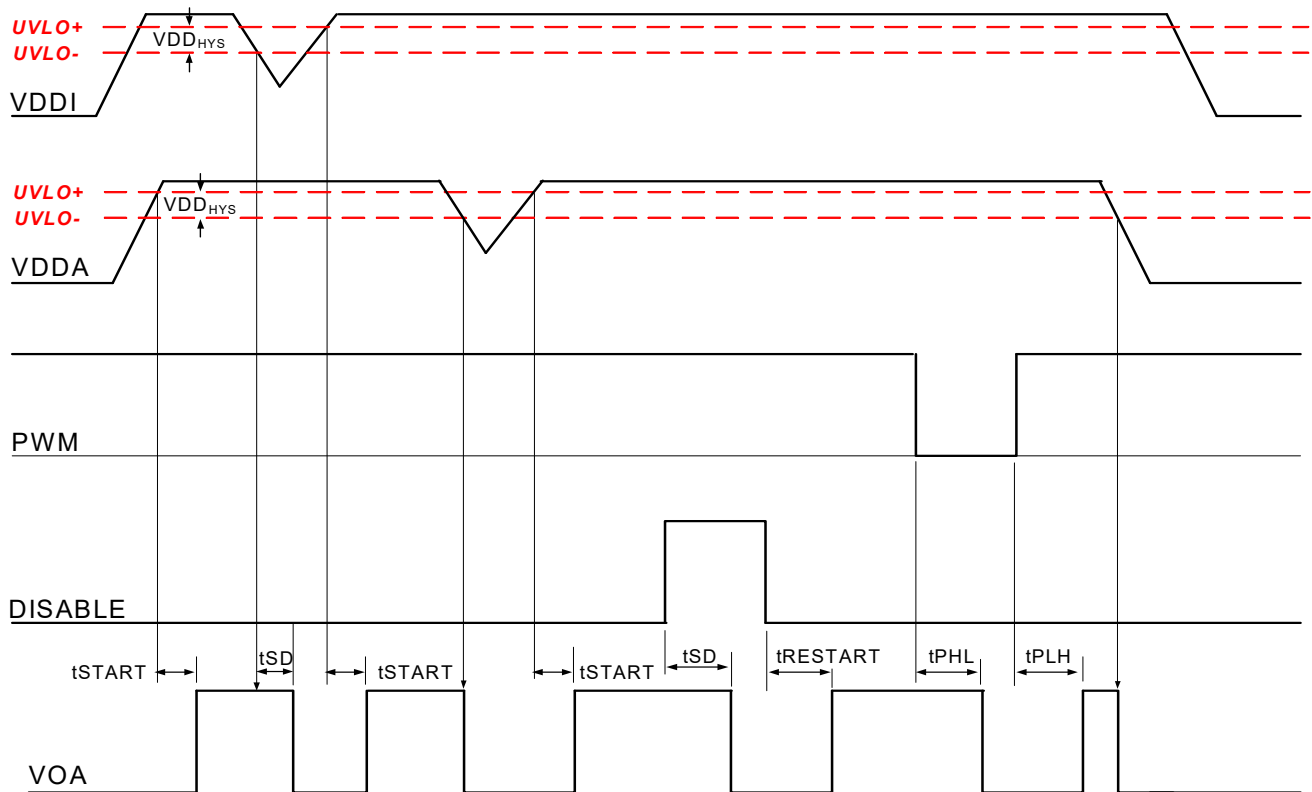 UVLO+
VDDHYS
UVLO-
VDDI
UVLO+
VDDHYS
UVLO-
VDDA
PWM
DISABLE
tSTART
tSD
tSTART
tSTART
tSD
tRESTART
tPHL
tPLH
VOA